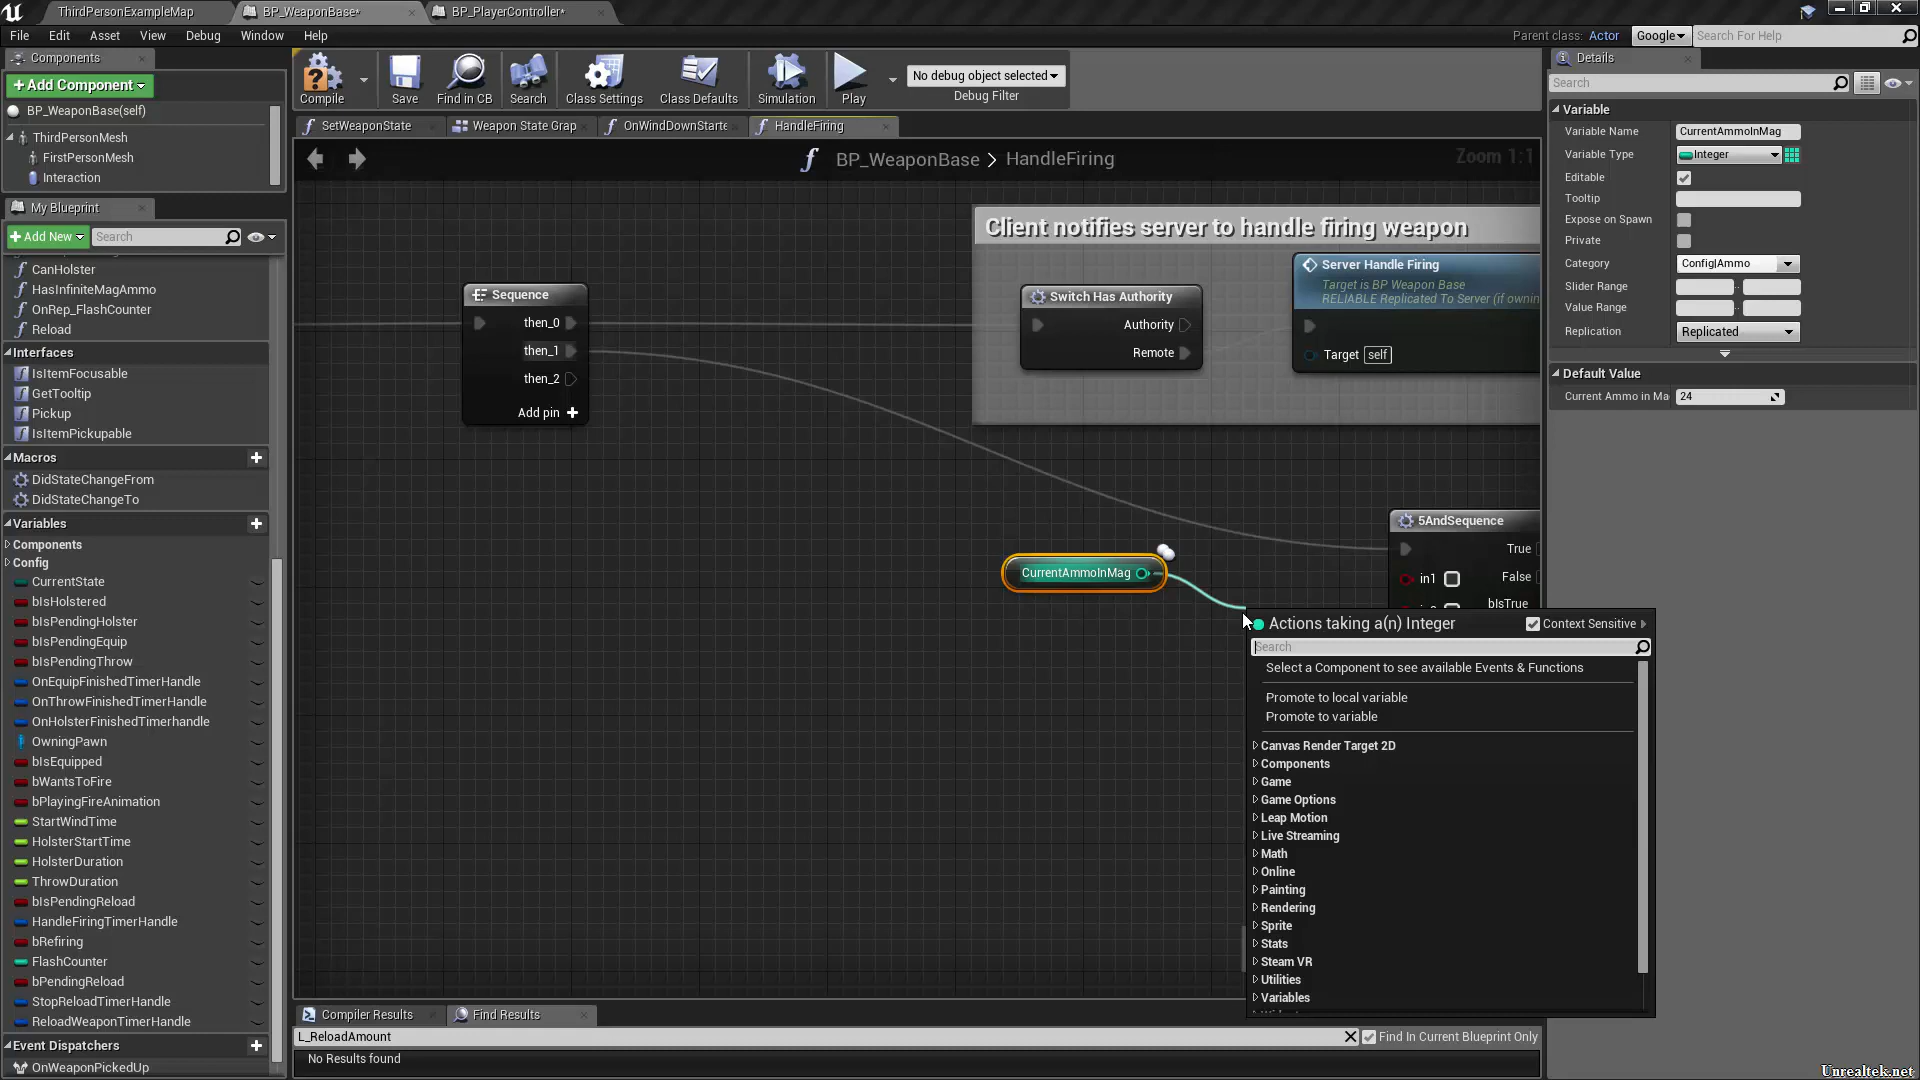 ThirdPersonExampleMap
BP_WeaponBase*
BP_PlayerController*
File Edit Asset View Debug Window Help
Parent class: Actor
Google
Search For Help
Components
+ Add Component
BP_WeaponBase(self)
ThirdPersonMesh
FirstPersonMesh
Interaction
My Blueprint
+ Add New
Search
CanHolster
HasInfiniteMagAmmo
OnRep_FlashCounter
Reload
Interfaces
IsItemFocusable
GetTooltip
Pickup
IsItemPickupable
Macros
DidStateChangeFrom
DidStateChangeTo
Variables
Components
Config
CurrentState
bIsHolstered
bIsPendingHolster
bIsPendingEquip
bIsPendingThrow
OnEquipFinishedTimerHandle
OnThrowFinishedTimerHandle
OnHolsterFinishedTimerhandle
OwningPawn
bIsEquipped
bWantsToFire
bPlayingFireAnimation
StartWindTime
HolsterStartTime
HolsterDuration
ThrowDuration
bIsPendingReload
HandleFiringTimerHandle
bRefiring
FlashCounter
bPendingReload
StopReloadTimerHandle
ReloadWeaponTimerHandle
Event Dispatchers
OnWeaponPickedUp
Compile
Save
Find in CB
Search
Class Settings
Class Defaults
Simulation
Play
No debug object selected
Debug Filter
SetWeaponState
Weapon State Grap
OnWindDownStarte
HandleFiring
BP_WeaponBase > HandleFiring
Zoom 1:1
Client notifies server to handle firing weapon
Sequence
then_0
then_1
then_2
Add pin +
Switch Has Authority
Authority
Remote
Server Handle Firing
Target is BP Weapon Base
RELIABLE Replicated To Server (if ownin
Target self
5AndSequence
True
in1
False
bIsTrue
CurrentAmmoInMag
Actions taking a(n) Integer
Context Sensitive
Search
Select a Component to see available Events & Functions
Promote to local variable
Promote to variable
Canvas Render Target 2D
Components
Game
Game Options
Leap Motion
Live Streaming
Math
Online
Painting
Rendering
Sprite
Stats
Steam VR
Utilities
Variables
Compiler Results
Find Results
L_ReloadAmount
Find In Current Blueprint Only
No Results found
Details
Search
Variable
Variable Name CurrentAmmoInMag
Variable Type Integer
Editable
Tooltip
Expose on Spawn
Private
Category Config|Ammo
Slider Range
Value Range
Replication Replicated
Default Value
Current Ammo in Ma 24
Unrealtek.net